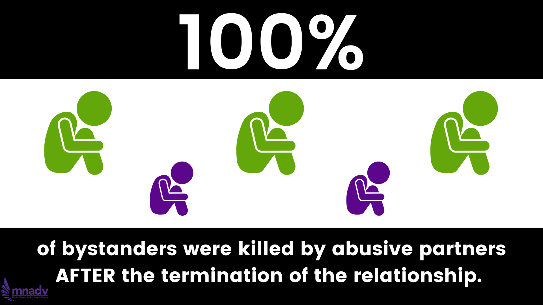 100%
of bystanders were killed by abusive partners
AFTER the termination of the relationship.
mnadv